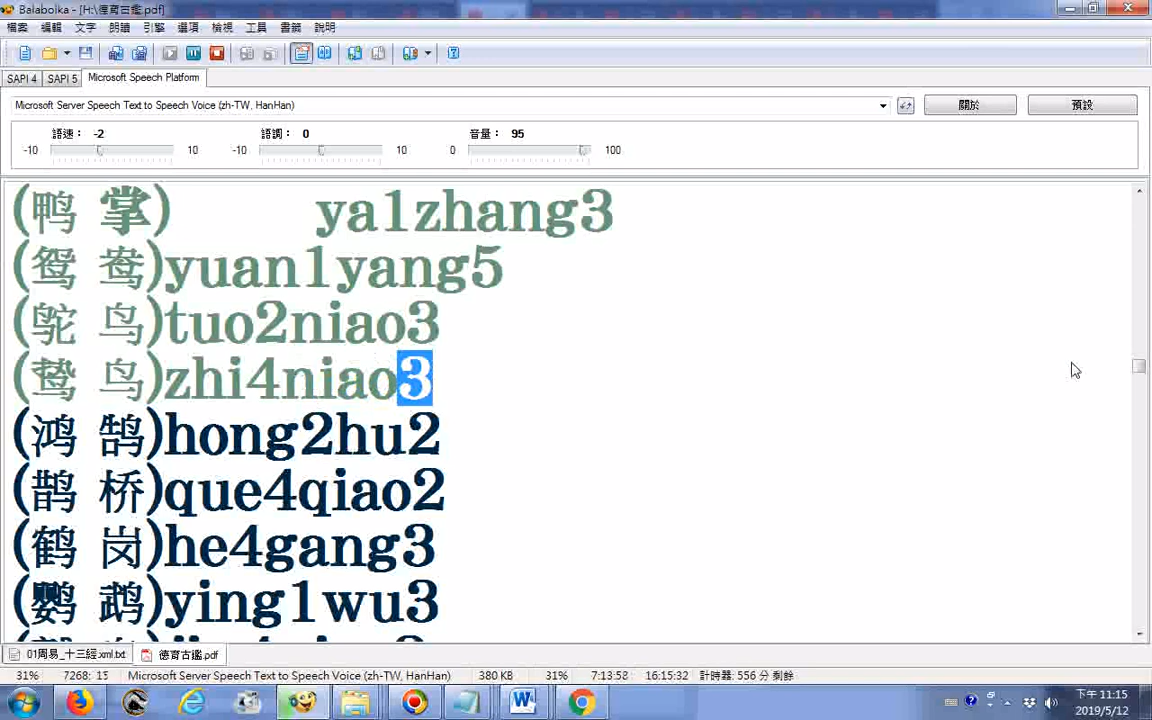 Balabolka - [H:\德育古鑑.pdf]
檔案 編輯 文字 朗讀 引擎 選項 檢視 工具 書籤 說明
SAPI 4 SAPI 5 Microsoft Speech Platform
Microsoft Server Speech Text to Speech Voice (zh-TW, HanHan) 關於 預設
語速： -2 語調： 0 音量： 95
-10 10 -10 10 0 100
(鸭 掌) ya1zhang3
(鸳 鸯)yuan1yang5
(鸵 鸟)tuo2niao3
(鸷 鸟)zhi4niao3
(鸿 鹄)hong2hu2
(鹊 桥)que4qiao2
(鹤 岗)he4gang3
(鹦 鹉)ying1wu3
01周易_十三經.xml.txt 德育古鑑.pdf
31% 7268: 15 Microsoft Server Speech Text to Speech Voice (zh-TW, HanHan) 380 KB 31% 7:13:58 16:15:32 計時器: 556 分 剩餘
下午 11:15
2019/5/12